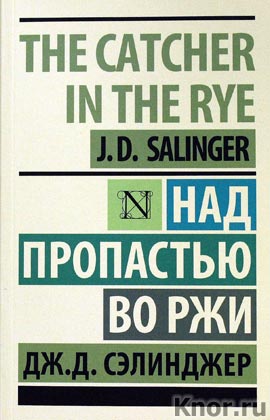 THE CATCHER
IN THE RYE
J. D. SALINGER
N НАД
ПРОПАСТЬЮ
ВО РЖИ
ДЖ.Д. СЭЛИНДЖЕР
Knor.ru